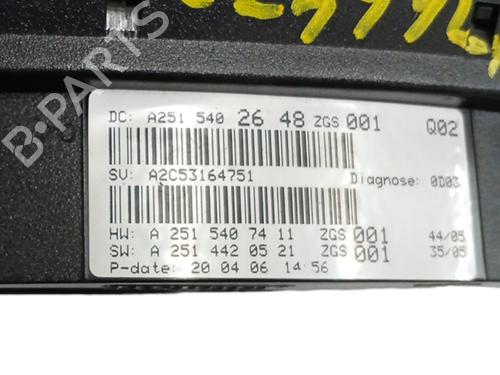 DC: A251 540 26 48 ZGS 001 Q02
SV: A2C53164751 Diagnose: 0D03
HW: A 251 540 74 11 ZGS 001 44/05
SW: A 251 442 05 21 ZGS 001 35/05
P-date: 20 04 06 14 56
B-PARTS